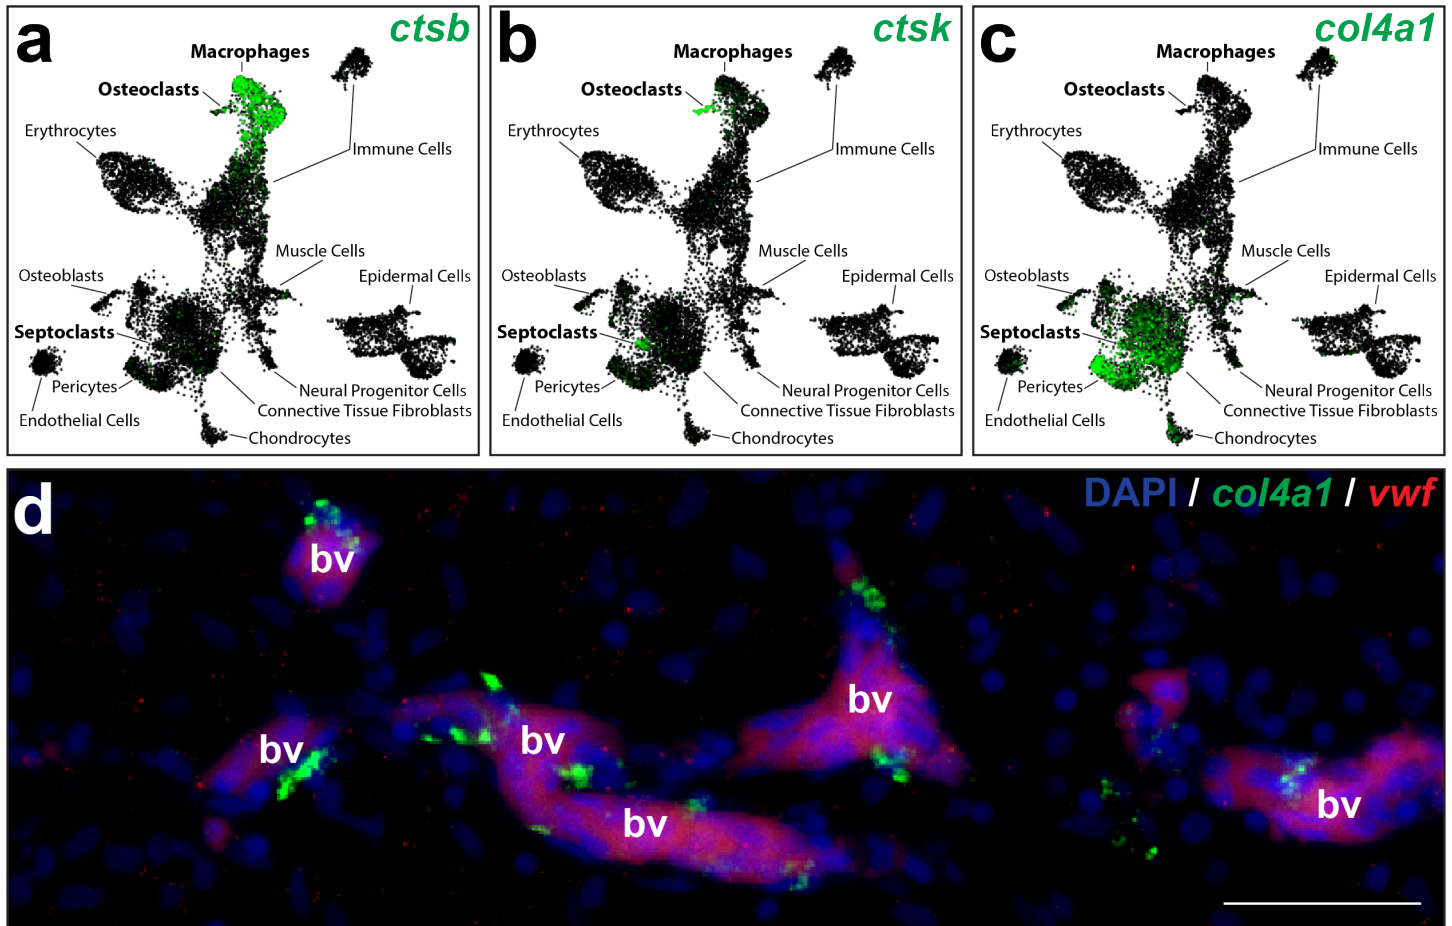 a
ctsb
Macrophages
Osteoclasts
Erythrocytes
Immune Cells
Muscle Cells
Osteoblasts
Epidermal Cells
Septoclasts
Pericytes
Neural Progenitor Cells
Connective Tissue Fibroblasts
Endothelial Cells
Chondrocytes
b
ctsk
Macrophages
Osteoclasts
Erythrocytes
Immune Cells
Muscle Cells
Osteoblasts
Epidermal Cells
Septoclasts
Pericytes
Neural Progenitor Cells
Connective Tissue Fibroblasts
Endothelial Cells
Chondrocytes
c
col4a1
Macrophages
Osteoclasts
Erythrocytes
Immune Cells
Muscle Cells
Osteoblasts
Epidermal Cells
Septoclasts
Pericytes
Neural Progenitor Cells
Connective Tissue Fibroblasts
Endothelial Cells
Chondrocytes
d
DAPI / col4a1 / vwf
bv
bv
bv
bv
bv
bv